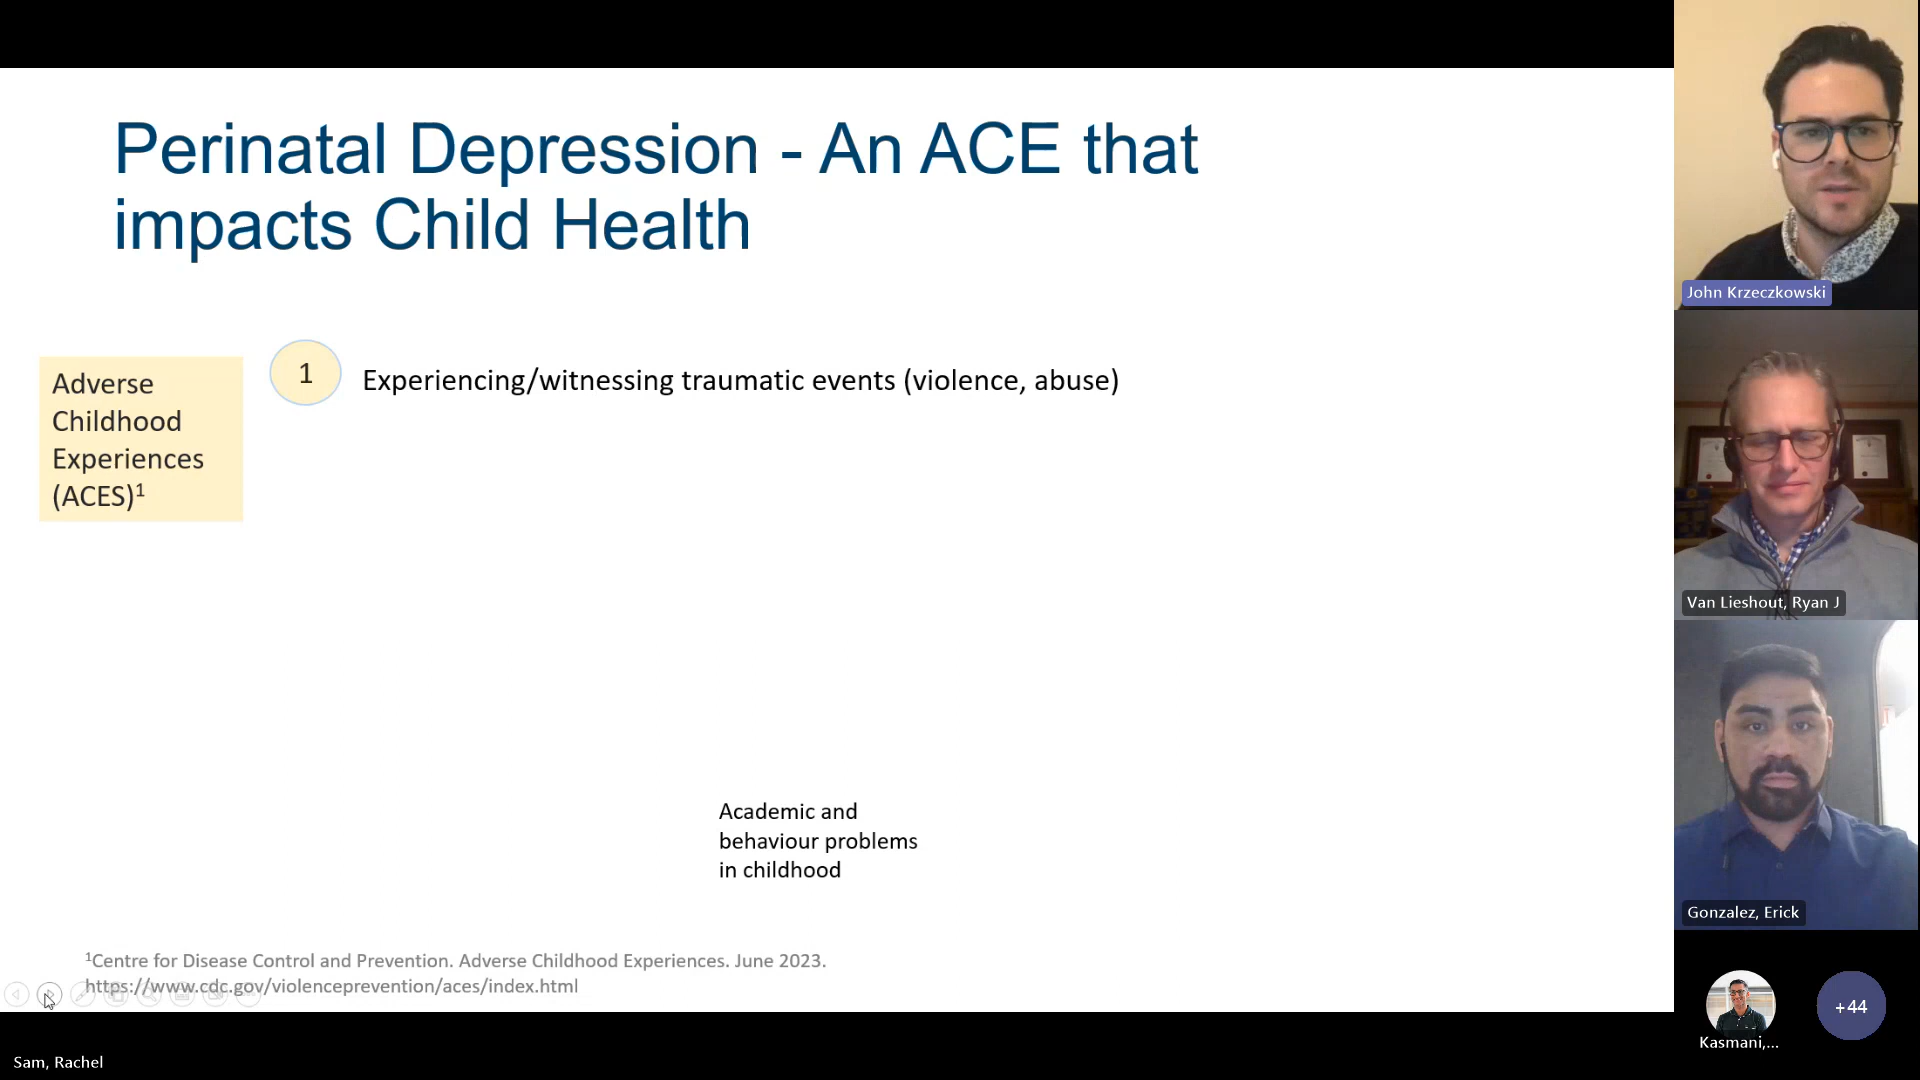 Perinatal Depression - An ACE that
impacts Child Health
Adverse
Childhood
Experiences
(ACES)1
1
Experiencing/witnessing traumatic events (violence, abuse)
Academic and
behaviour problems
in childhood
1Centre for Disease Control and Prevention. Adverse Childhood Experiences. June 2023.
https://www.cdc.gov/violenceprevention/aces/index.html
Sam, Rachel
John Krzeczkowski
Van Lieshout, Ryan J
Gonzalez, Erick
Kasmani,...
+44